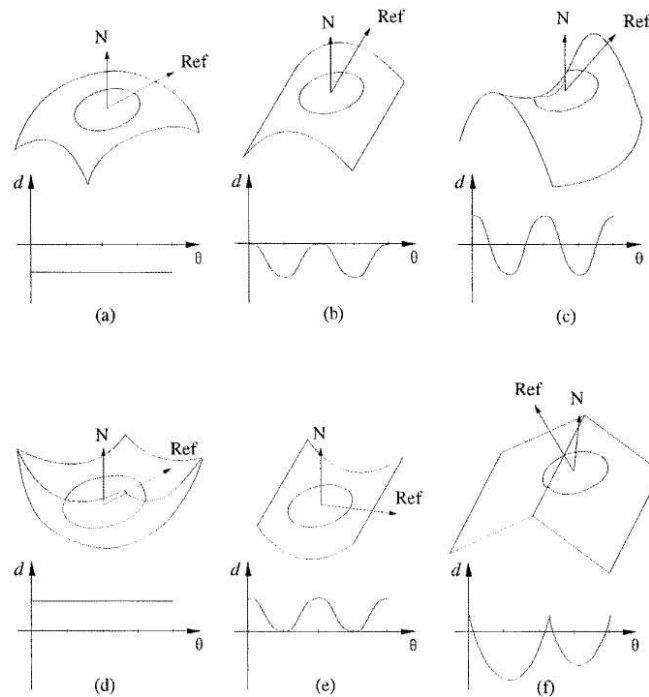 N
Ref
N
Ref
N
Ref
d
θ
d
θ
d
θ
(a)
(b)
(c)
N
Ref
N
Ref
Ref
N
d
θ
d
θ
d
θ
(d)
(e)
(f)